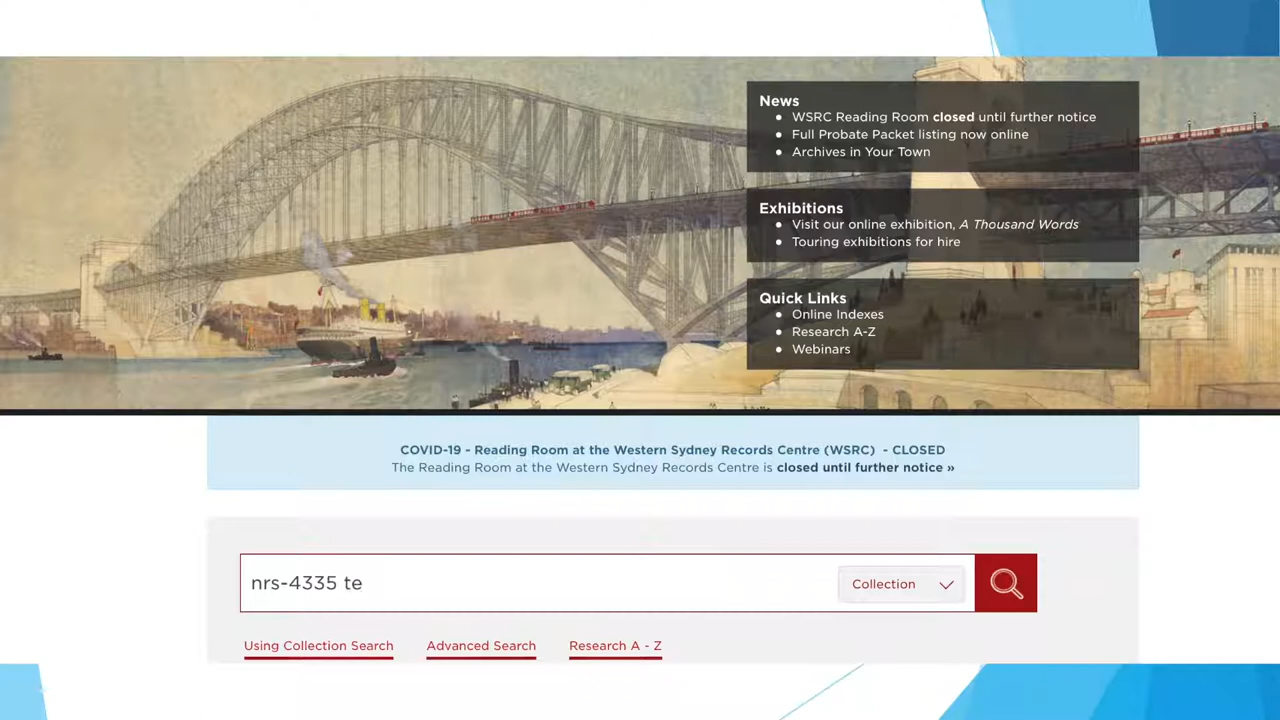 News
• WSRC Reading Room closed until further notice
• Full Probate Packet listing now online
• Archives in Your Town
Exhibitions
• Visit our online exhibition, A Thousand Words
• Touring exhibitions for hire
Quick Links
• Online Indexes
• Research A-Z
• Webinars
COVID-19 - Reading Room at the Western Sydney Records Centre (WSRC) - CLOSED
The Reading Room at the Western Sydney Records Centre is closed until further notice »
nrs-4335 te
Collection
Using Collection Search
Advanced Search
Research A - Z